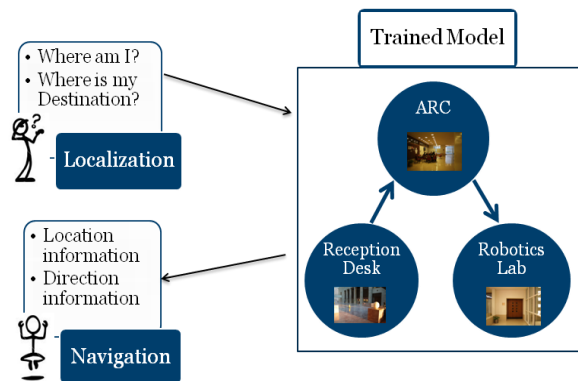 • Where am I?
• Where is my
Destination?
?
Localization
• Location
information
• Direction
information
Navigation
Trained Model
ARC
Reception
Desk
Robotics
Lab